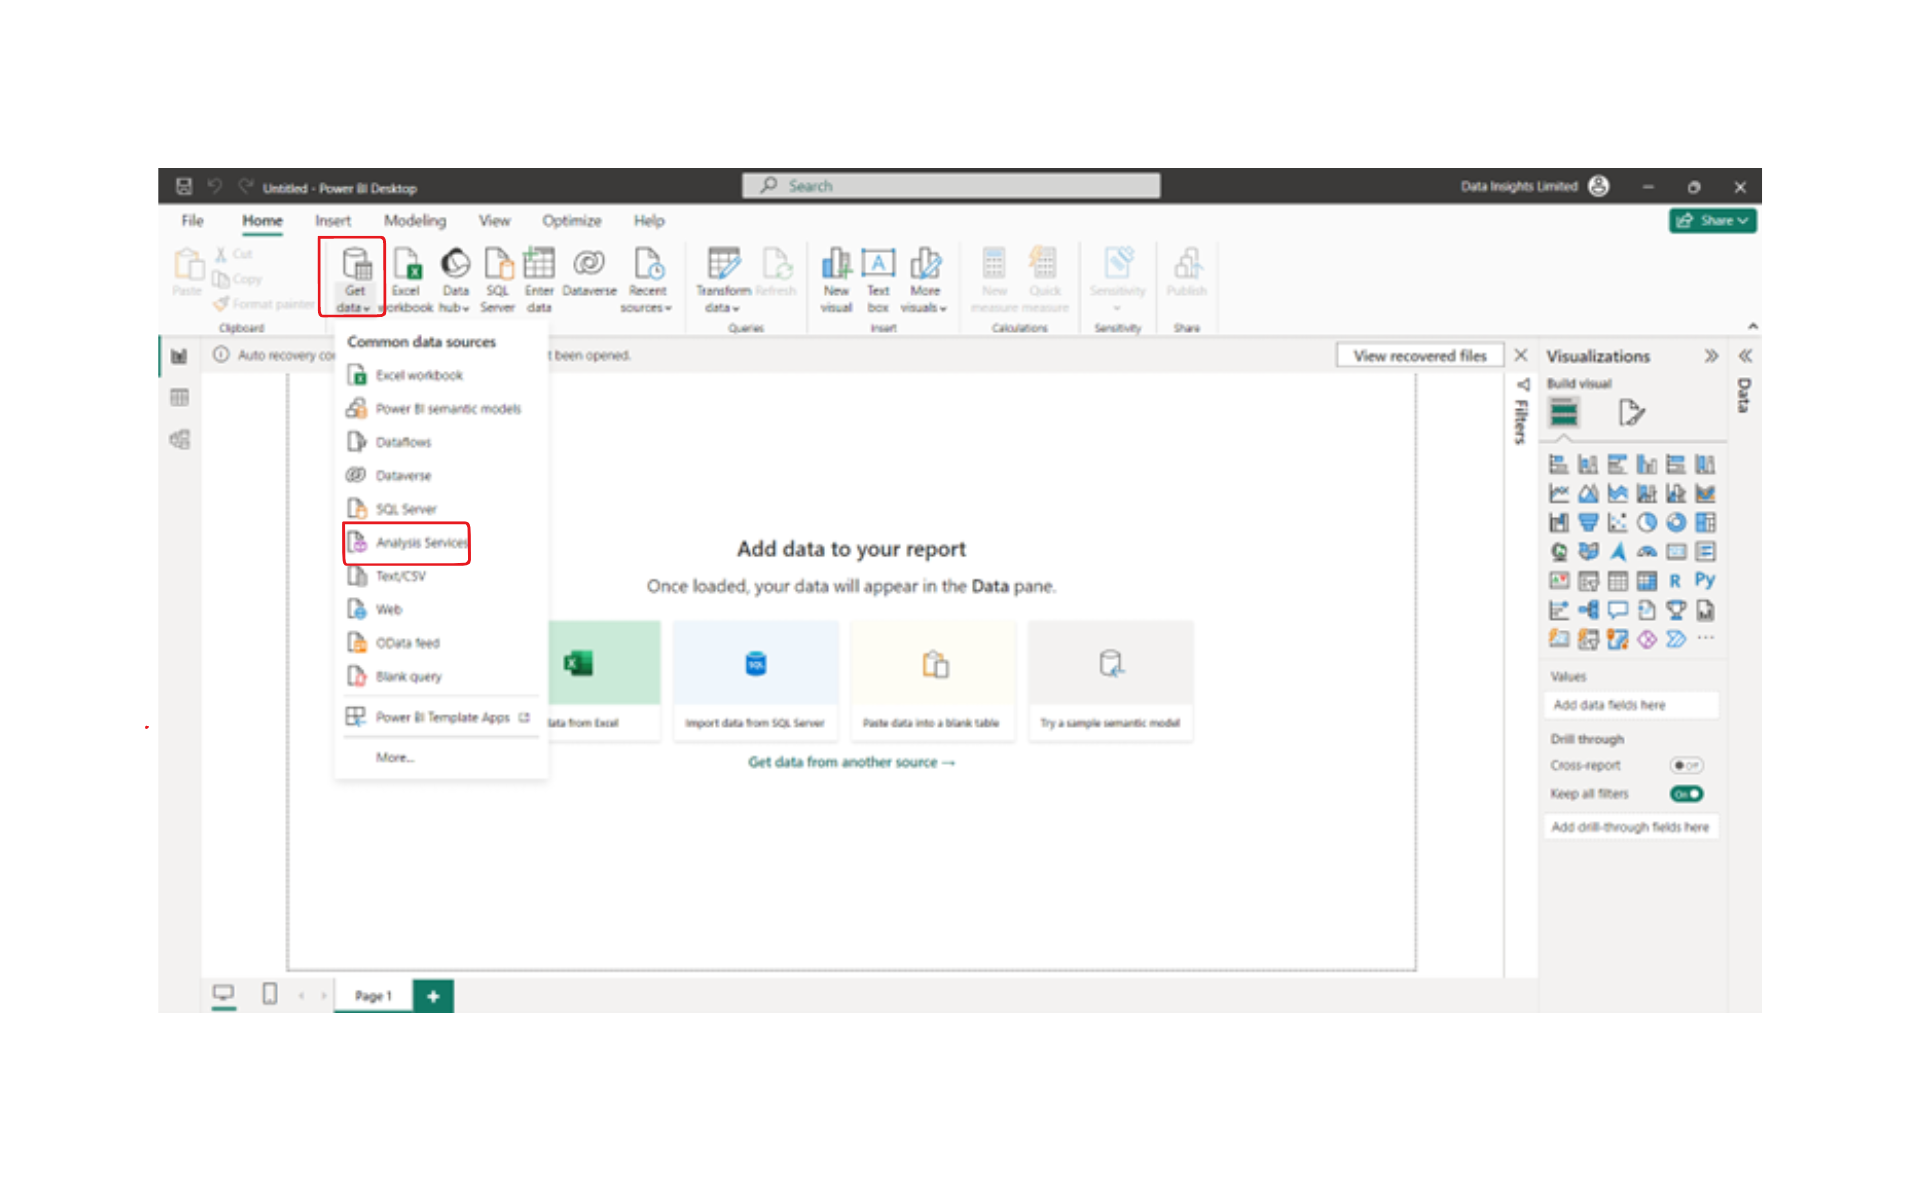 Untitled - Power BI Desktop
Search
Data Insights Limited
File Home Insert Modeling View Optimize Help
Share
Paste
Cut
Copy
Format painter
Clipboard
Get data
Excel workbook
Data hub
SQL Server
Enter data
Dataverse
Recent sources
Transform data
Refresh
Queries
New visual
Text box
More visuals
Insert
New measure
Quick measure
Calculations
Sensitivity
Sensitivity
Publish
Share
Auto recovery co
t been opened.
View recovered files
Common data sources
Excel workbook
Power BI semantic models
Dataflows
Dataverse
SQL Server
Analysis Services
Text/CSV
Web
OData feed
Blank query
Power BI Template Apps
More...
Add data to your report
Once loaded, your data will appear in the Data pane.
SQL
data from Excel
Import data from SQL Server
Paste data into a blank table
Try a sample semantic model
Get data from another source →
Filters
Visualizations
Build visual
R Py
Values
Add data fields here
Drill through
Cross-report
Off
Keep all filters
On
Add drill-through fields here
Data
Page 1